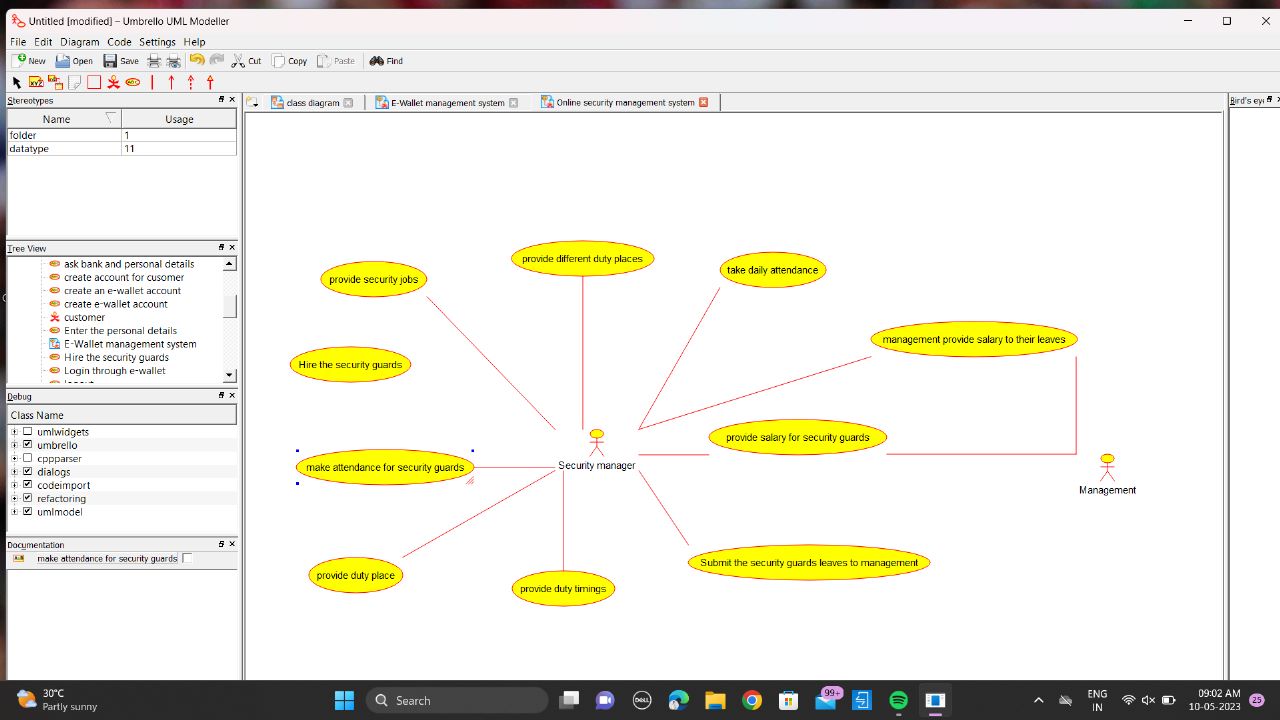 Untitled [modified] – Umbrello UML Modeller
File Edit Diagram Code Settings Help
New Open Save Cut Copy Paste Find
Stereotypes
Name Usage
folder 1
datatype 11
Tree View
ask bank and personal details
create account for cusomer
create an e-wallet account
create e-wallet account
customer
Enter the personal details
E-Wallet management system
Hire the security guards
Login through e-wallet
Debug
Class Name
umlwidgets
umbrello
cppparser
dialogs
codeimport
refactoring
umlmodel
Documentation
make attendance for security guards
class diagram
E-Wallet management system
Online security management system
Bird's eye
provide different duty places
take daily attendance
provide security jobs
management provide salary to their leaves
Hire the security guards
provide salary for security guards
make attendance for security guards
Security manager
Management
Submit the security guards leaves to management
provide duty place
provide duty timings
30°C
Partly sunny
Search
DELL
99+
ENG
IN
09:02 AM
10-05-2023
25